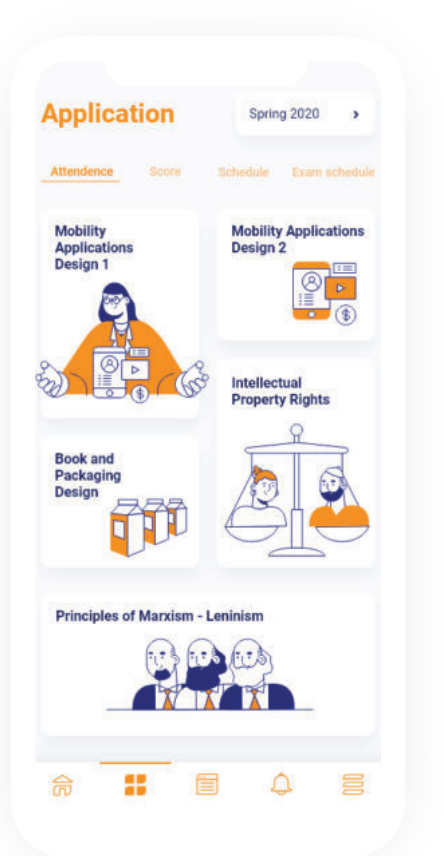 Application
Spring 2020
Attendence
Score
Schedule
Exam schedule
Mobility
Applications
Design 1
Mobility Applications
Design 2
Intellectual
Property Rights
Book and
Packaging
Design
Principles of Marxism - Leninism